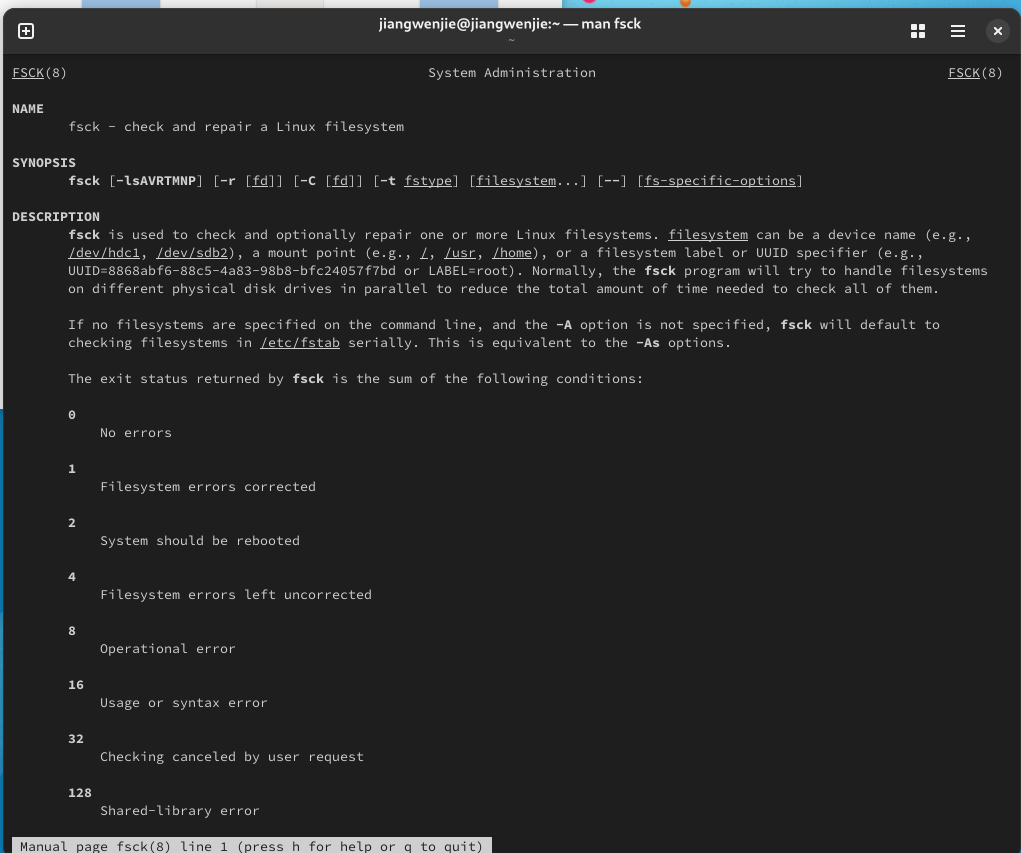 jiangwenjie@jiangwenjie:~ — man fsck
~
FSCK(8) System Administration FSCK(8)
NAME
fsck - check and repair a Linux filesystem
SYNOPSIS
fsck [-lsAVRTMNP] [-r [fd]] [-C [fd]] [-t fstype] [filesystem...] [--] [fs-specific-options]
DESCRIPTION
fsck is used to check and optionally repair one or more Linux filesystems. filesystem can be a device name (e.g.,
/dev/hdc1, /dev/sdb2), a mount point (e.g., /, /usr, /home), or a filesystem label or UUID specifier (e.g.,
UUID=8868abf6-88c5-4a83-98b8-bfc24057f7bd or LABEL=root). Normally, the fsck program will try to handle filesystems
on different physical disk drives in parallel to reduce the total amount of time needed to check all of them.
If no filesystems are specified on the command line, and the -A option is not specified, fsck will default to
checking filesystems in /etc/fstab serially. This is equivalent to the -As options.
The exit status returned by fsck is the sum of the following conditions:
0
No errors
1
Filesystem errors corrected
2
System should be rebooted
4
Filesystem errors left uncorrected
8
Operational error
16
Usage or syntax error
32
Checking canceled by user request
128
Shared-library error
Manual page fsck(8) line 1 (press h for help or q to quit)